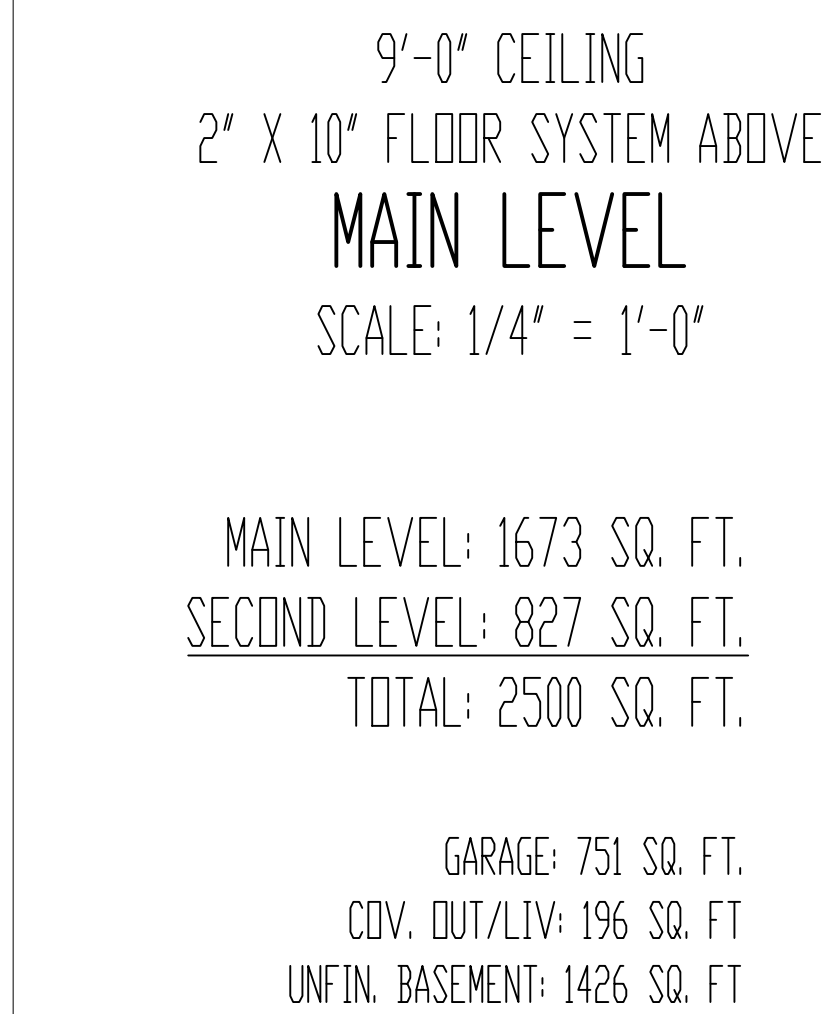 9'-0" CEILING
2" X 10" FLOOR SYSTEM ABOVE
MAIN LEVEL
SCALE: 1/4" = 1'-0"
MAIN LEVEL: 1673 SQ. FT.
SECOND LEVEL: 827 SQ. FT.
TOTAL: 2500 SQ. FT.
GARAGE: 751 SQ. FT.
COV. OUT/LIV: 196 SQ. FT
UNFIN. BASEMENT: 1426 SQ. FT